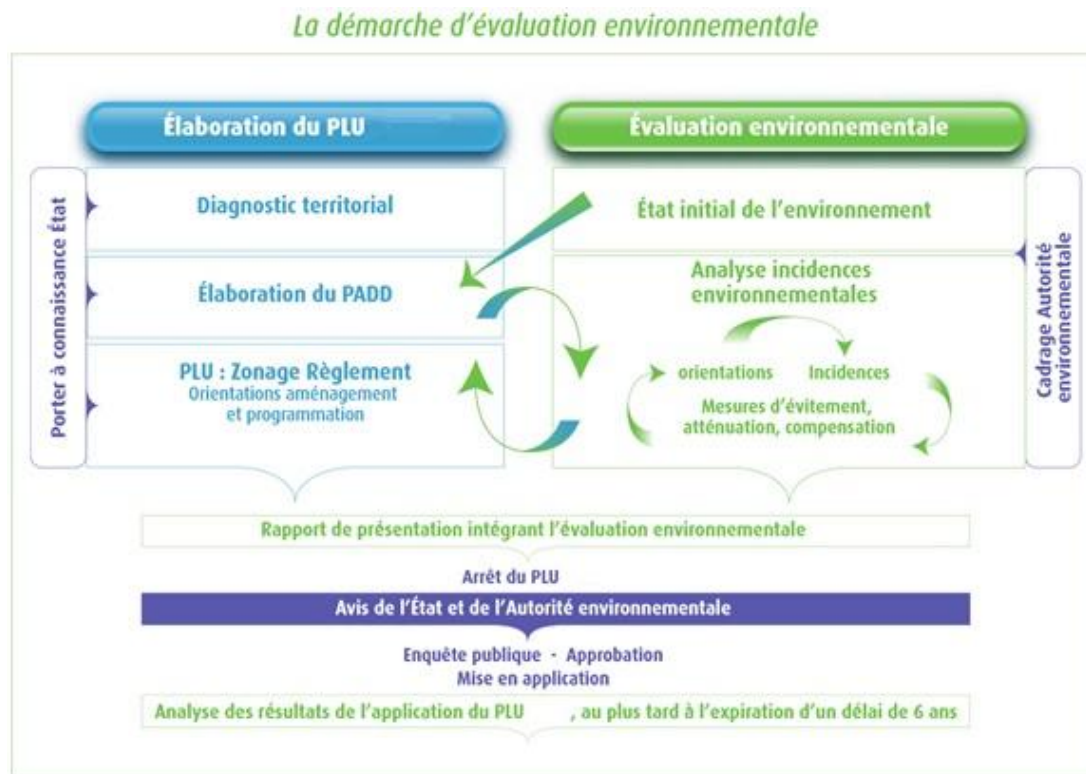 La démarche d'évaluation environnementale
Élaboration du PLU
Évaluation environnementale
Porter à connaissance État
Diagnostic territorial
État initial de l'environnement
Cadrage Autorité
environnementale
Élaboration du PADD
Analyse incidences
environnementales
PLU : Zonage Règlement
Orientations aménagement
et programmation
orientations
Incidences
Mesures d'évitement,
atténuation, compensation
Rapport de présentation intégrant l'évaluation environnementale
Arrêt du PLU
Avis de l'État et de l'Autorité environnementale
Enquête publique - Approbation
Mise en application
Analyse des résultats de l'application du PLU , au plus tard à l'expiration d'un délai de 6 ans